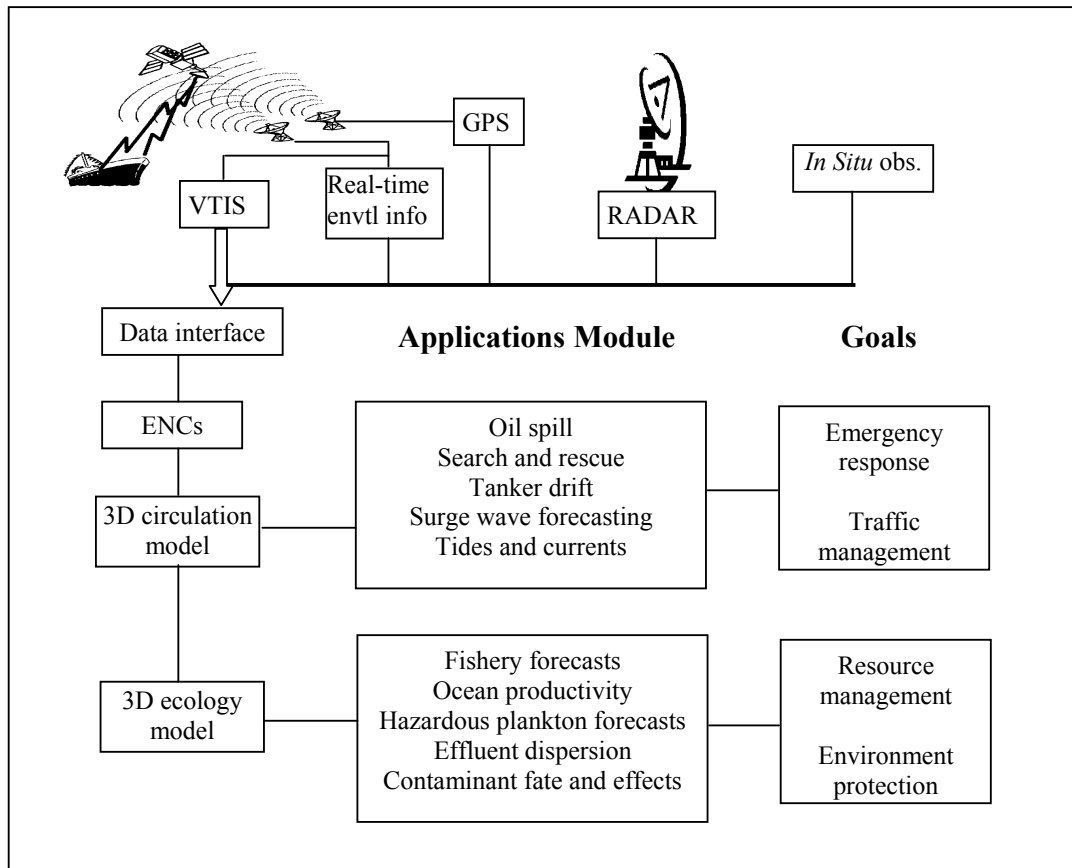 GPS
In Situ obs.
VTIS
Real-time
envtl info
RADAR
Data interface
Applications Module
Goals
ENCs
3D circulation
model
Oil spill
Search and rescue
Tanker drift
Surge wave forecasting
Tides and currents
Emergency
response
Traffic
management
3D ecology
model
Fishery forecasts
Ocean productivity
Hazardous plankton forecasts
Effluent dispersion
Contaminant fate and effects
Resource
management
Environment
protection